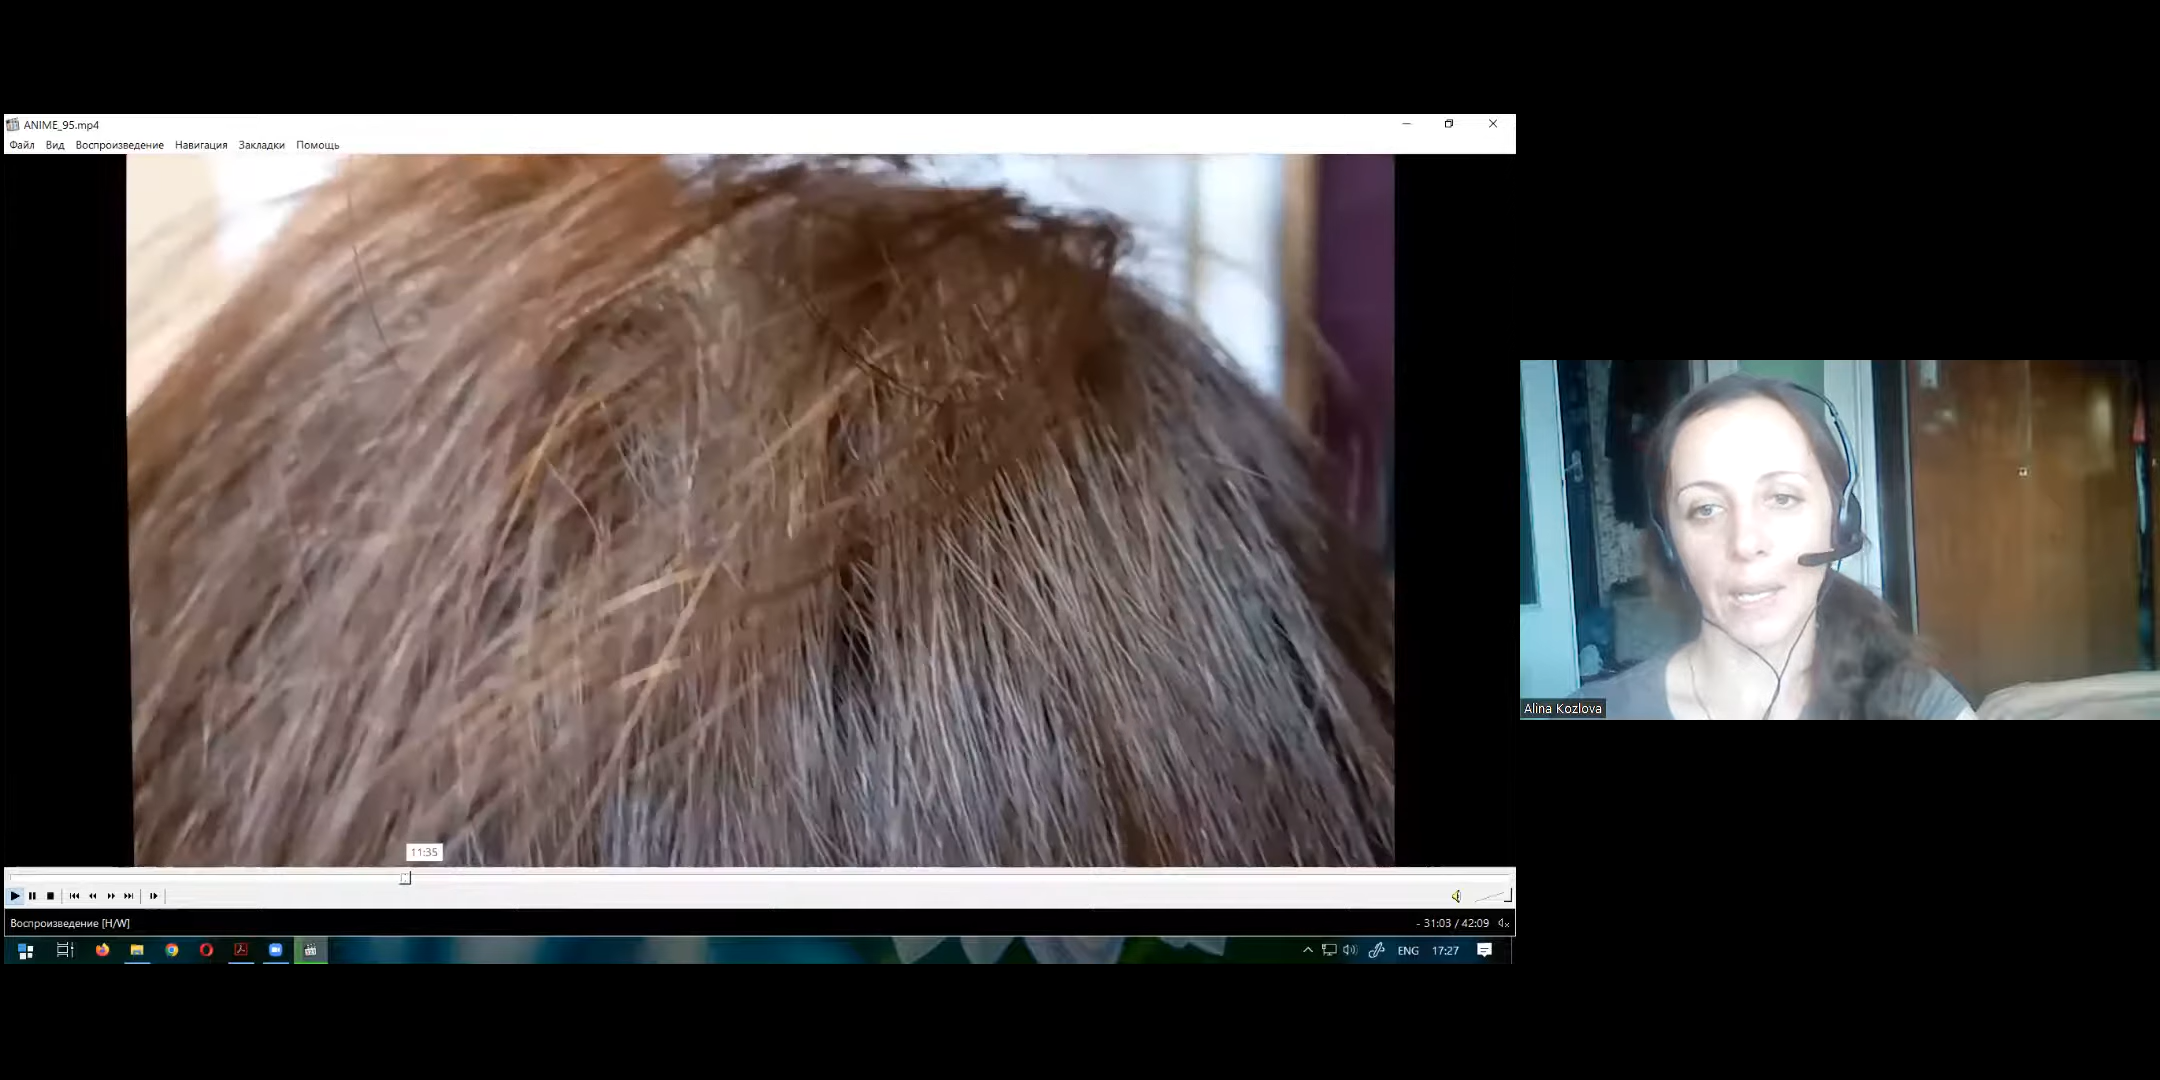 ANIME_95.mp4
Файл Вид Воспроизведение Навигация Закладки Помощь
Alina Kozlova
11:35
Воспроизведение [H/W]
- 31:03 / 42:09
ENG 17:27